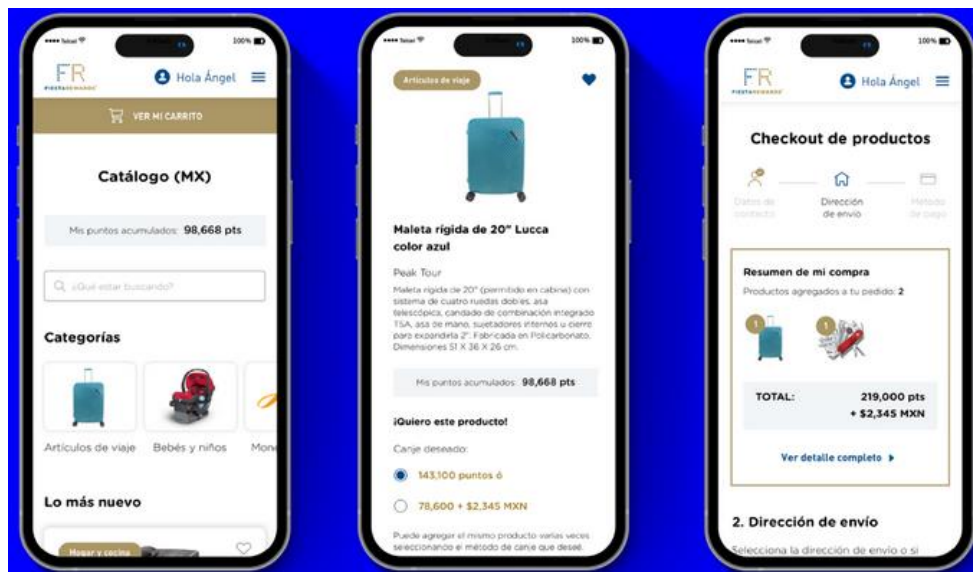 Telcel
100%
FR
FIESTAREWARDS
Hola Ángel
VER MI CARRITO
Catálogo (MX)
Mis puntos acumulados: 98,668 pts
¿Qué estar buscando?
Categorías
Artículos de viaje
Bebés y niños
Lo más nuevo
Hogar y cocina
Telcel
100%
Artículos de viaje
Maleta rígida de 20" Lucca
color azul
Peak Tour
Maleta rígida de 20" (permitido en cabina) con
sistema de cuatro ruedas dobles, asa
telescópica, candado de combinación integrado
TSA, asa de mano, sujetadores internos u cierre
para expandirla 2". Fabricada en Policarbonato.
Dimensiones 51 X 36 X 26 cm.
Mis puntos acumulados: 98,668 pts
¡Quiero este producto!
Canje deseado:
143,100 puntos ó
78,600 + $2,345 MXN
Puede agregar el mismo producto varias veces
seleccionando el método de canje que deseé.
Telcel
100%
FR
FIESTAREWARDS
Hola Ángel
Checkout de productos
Datos de
contacto
Dirección
de envío
Método
de pago
Resumen de mi compra
Productos agregados a tu pedido: 2
1
1
TOTAL: 219,000 pts
+ $2,345 MXN
Ver detalle completo
2. Dirección de envío
Selecciona la dirección de envío o si